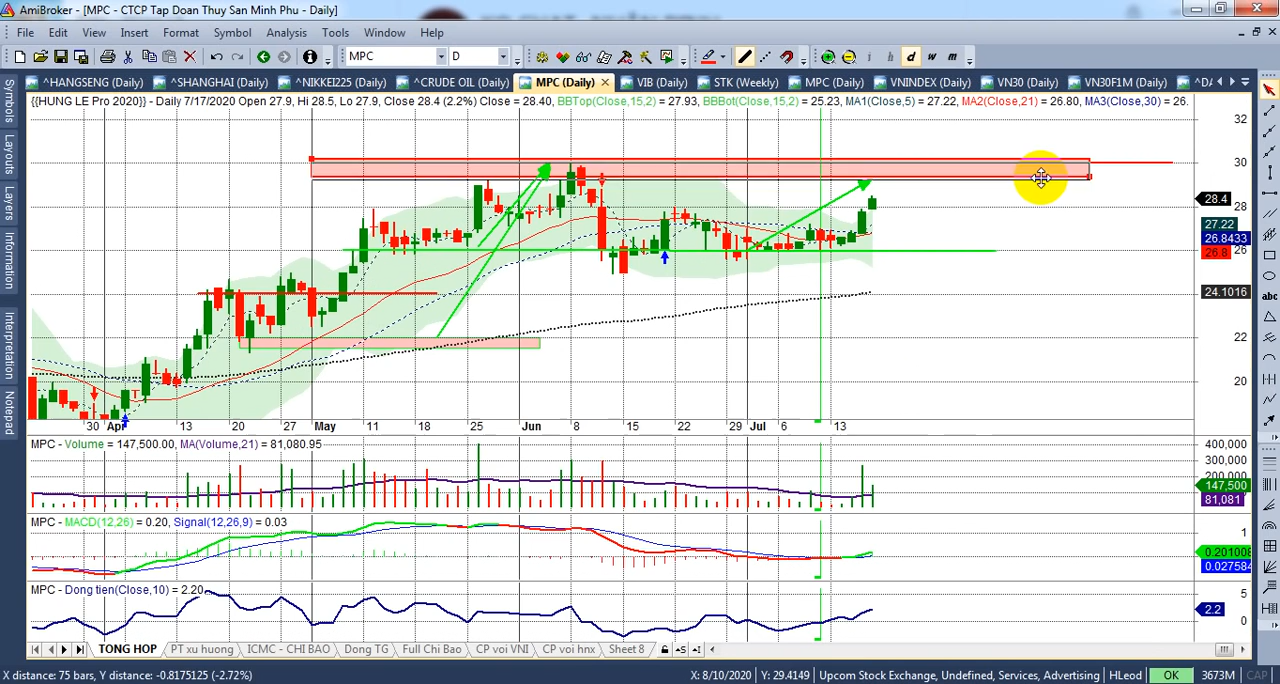 AmiBroker - [MPC - CTCP Tap Doan Thuy San Minh Phu - Daily]
File Edit View Insert Format Symbol Analysis Tools Window Help
MPC D i h d w m
^HANGSENG (Daily) ^SHANGHAI (Daily) ^NIKKEI225 (Daily) ^CRUDE OIL (Daily) MPC (Daily) VIB (Daily) STK (Weekly) MPC (Daily) VNINDEX (Daily) VN30 (Daily) VN30F1M (Daily) ^DA
{{HUNG LE Pro 2020}} - Daily 7/17/2020 Open 27.9, Hi 28.5, Lo 27.9, Close 28.4 (2.2%) Close = 28.40, BBTop(Close,15,2) = 27.93, BBBot(Close,15,2) = 25.23, MA1(Close,5) = 27.22, MA2(Close,21) = 26.80, MA3(Close,30) = 26.
32
30
28.4
28
27.22
26.8433
26
26.8
24.1016
22
20
30 Apr 13 20 27 May 11 18 25 Jun 8 15 22 29 Jul 6 13
MPC - Volume = 147,500.00, MA(Volume,21) = 81,080.95
400,000
300,000
147,500
81,081
MPC - MACD(12,26) = 0.20, Signal(12,26,9) = 0.03
1
0.201008
0.027584
MPC - Dong tien(Close,10) = 2.20
5
2.2
0
TONG HOP PT xu huong ICMC - CHI BAO Dong TG Full Chi Bao CP voi VNI CP voi hnx Sheet 8
X distance: 75 bars, Y distance: -0.8175125 (-2.72%) X: 8/10/2020 Y: 29.4149 Upcom Stock Exchange, Undefined, Services, Advertising HLeod OK 3673M CAP
Symbols
Layouts
Layers
Information
Interpretation
Notepad
abc